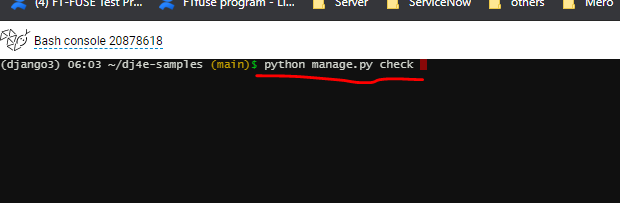 (4) FT-FUSE Test Pr... F1fuse program - Li... Server ServiceNow others Mero
Bash console 20878618
(django3) 06:03 ~/dj4e-samples (main)$ python manage.py check